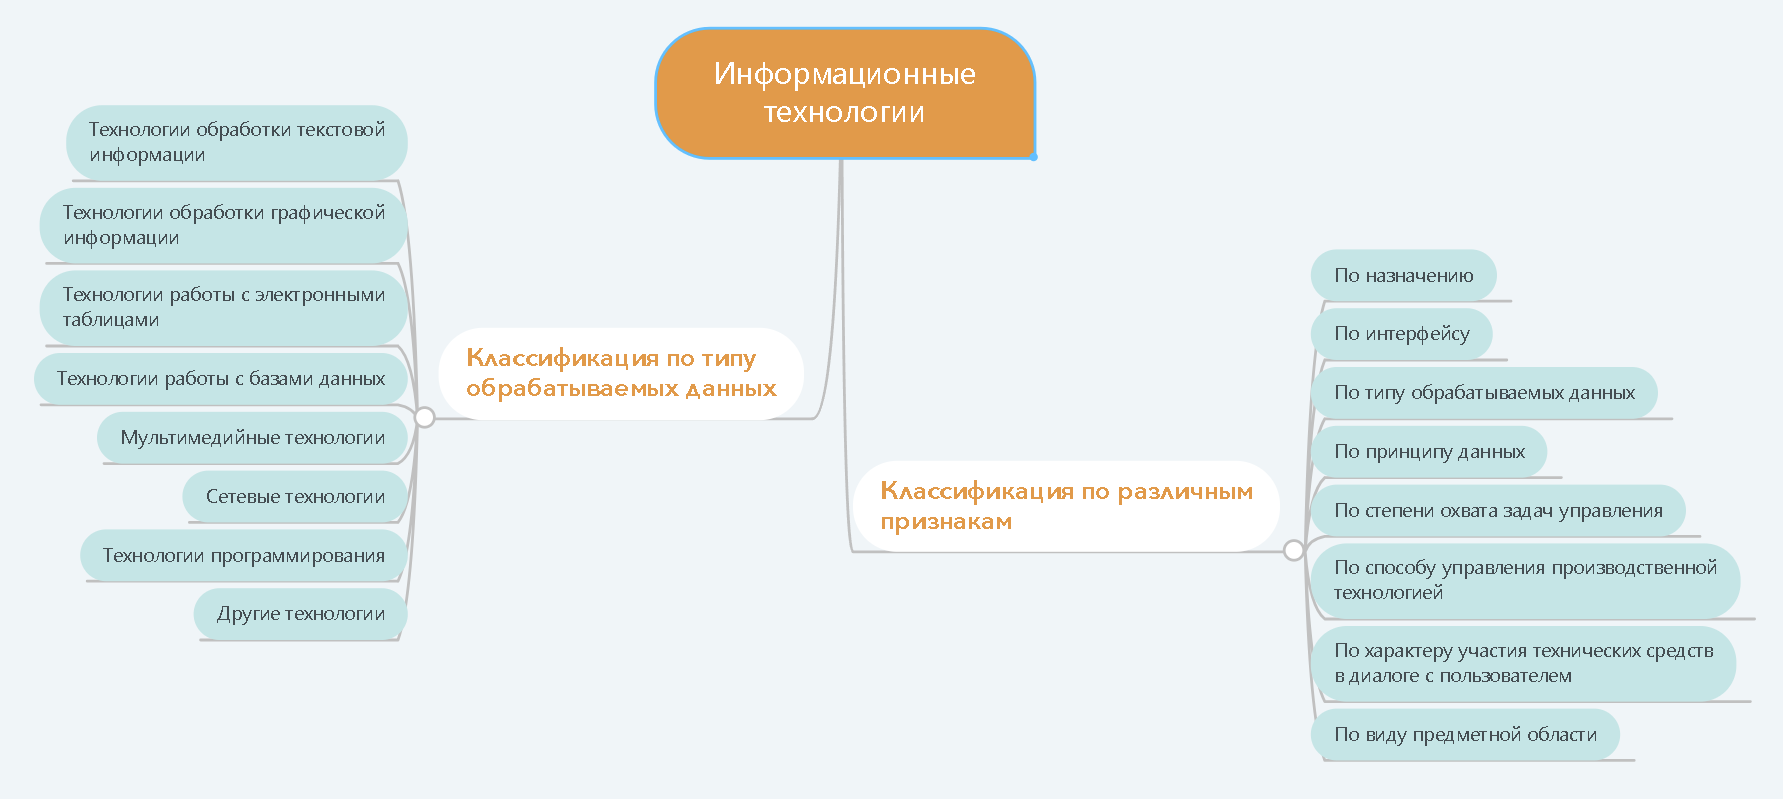 Информационные
технологии
Технологии обработки текстовой
информации
Технологии обработки графической
информации
Технологии работы с электронными
таблицами
Технологии работы с базами данных
Мультимедийные технологии
Сетевые технологии
Технологии программирования
Другие технологии
Классификация по типу
обрабатываемых данных
Классификация по различным
признакам
По назначению
По интерфейсу
По типу обрабатываемых данных
По принципу данных
По степени охвата задач управления
По способу управления производственной
технологией
По характеру участия технических средств
в диалоге с пользователем
По виду предметной области